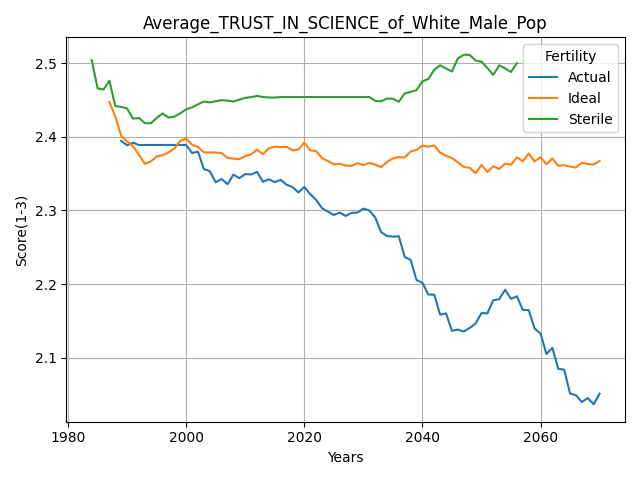 Average_TRUST_IN_SCIENCE_of_White_Male_Pop
Fertility
Actual
Ideal
Sterile
Score(1-3)
2.5
2.4
2.3
2.2
2.1
1980
2000
2020
2040
2060
Years